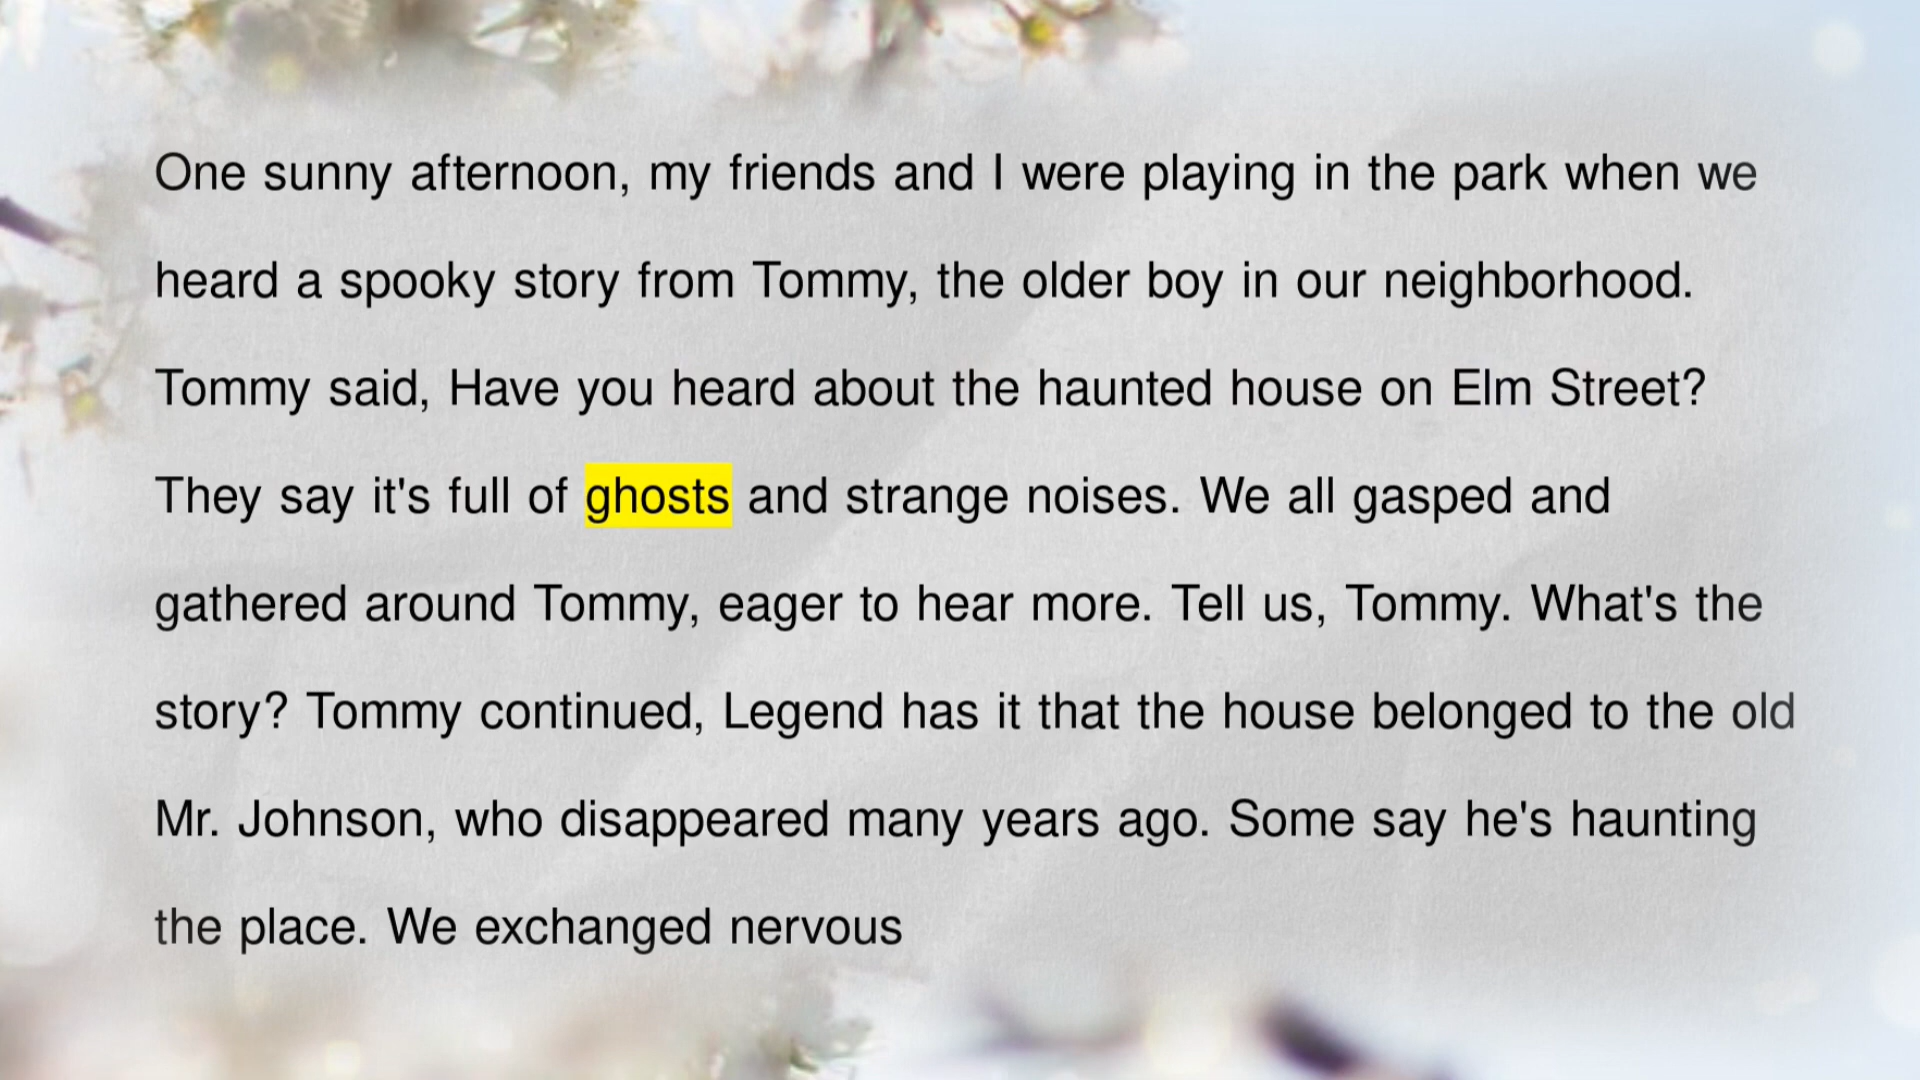 One sunny afternoon, my friends and I were playing in the park when we
heard a spooky story from Tommy, the older boy in our neighborhood.
Tommy said, Have you heard about the haunted house on Elm Street?
They say it's full of ghosts and strange noises. We all gasped and
gathered around Tommy, eager to hear more. Tell us, Tommy. What's the
story? Tommy continued, Legend has it that the house belonged to the old
Mr. Johnson, who disappeared many years ago. Some say he's haunting
the place. We exchanged nervous